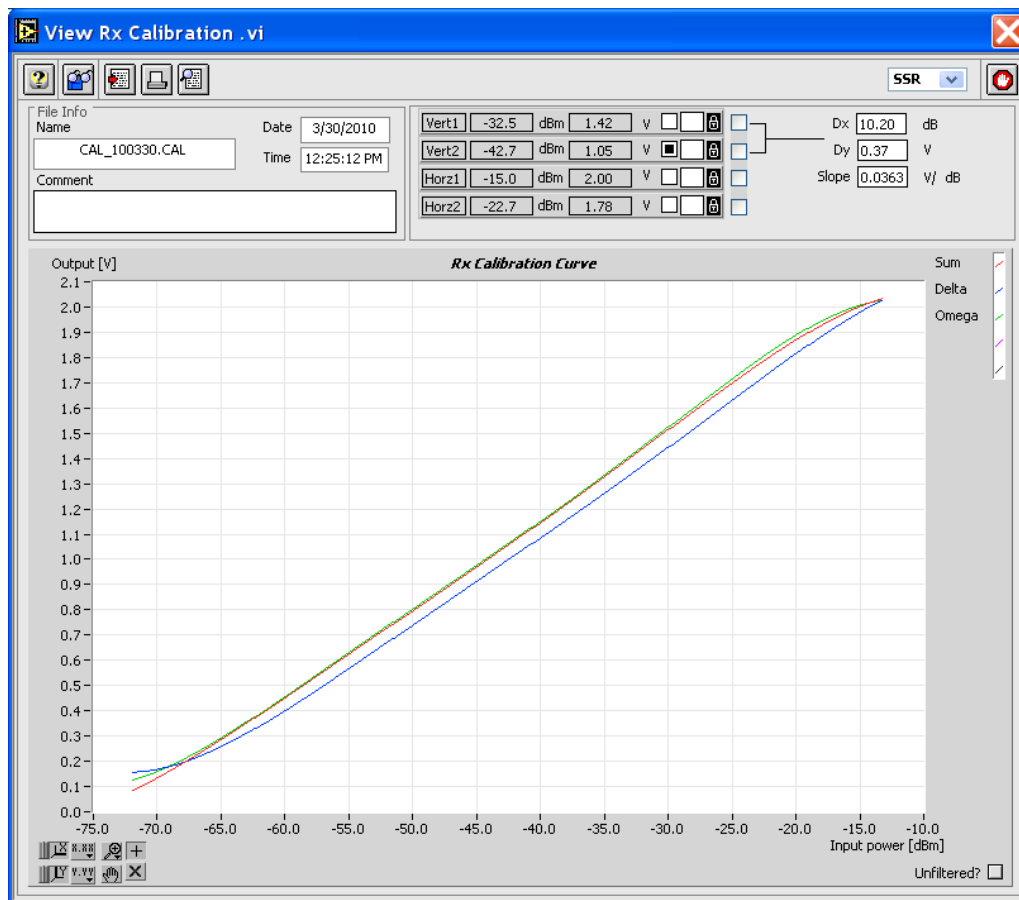 View Rx Calibration .vi
SSR
File Info
Name
CAL_100330.CAL
Date 3/30/2010
Time 12:25:12 PM
Comment
Vert1 -32.5 dBm 1.42 V
Vert2 -42.7 dBm 1.05 V
Horz1 -15.0 dBm 2.00 V
Horz2 -22.7 dBm 1.78 V
Dx 10.20 dB
Dy 0.37 V
Slope 0.0363 V/ dB
Output [V]
Rx Calibration Curve
Sum
Delta
Omega
2.1
2.0
1.9
1.8
1.7
1.6
1.5
1.4
1.3
1.2
1.1
1.0
0.9
0.8
0.7
0.6
0.5
0.4
0.3
0.2
0.1
0.0
-75.0 -70.0 -65.0 -60.0 -55.0 -50.0 -45.0 -40.0 -35.0 -30.0 -25.0 -20.0 -15.0 -10.0
Input power [dBm]
X 8.88
Y Y.YY
Unfiltered?